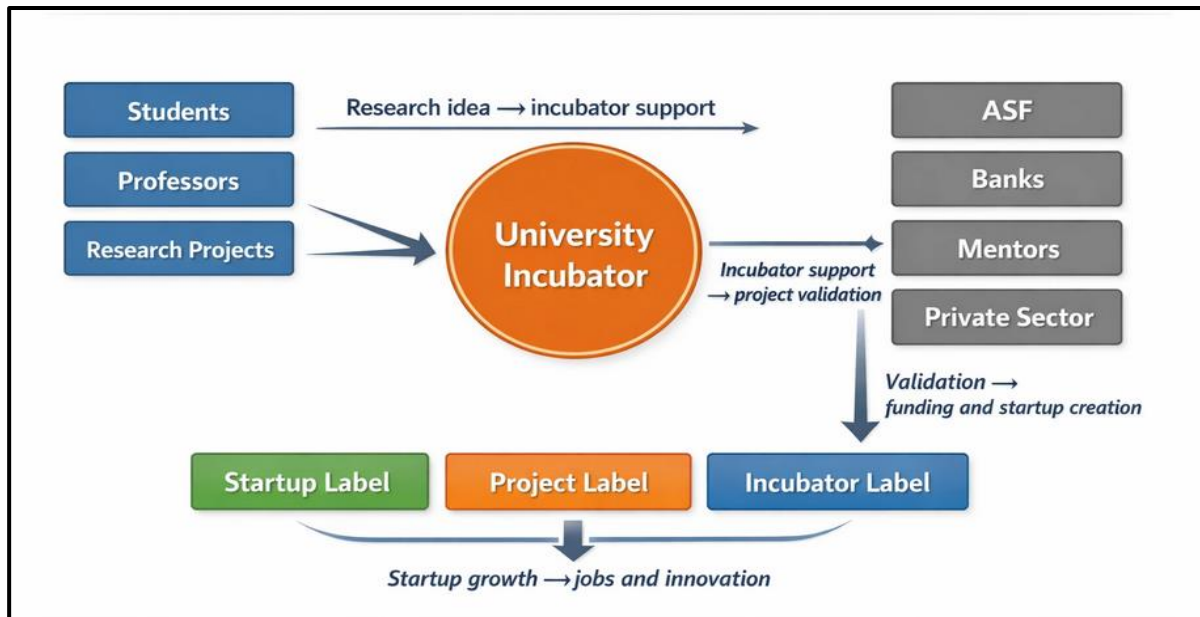 Students
Professors
Research Projects
Research idea → incubator support
University
Incubator
ASF
Banks
Mentors
Private Sector
Incubator support
→ project validation
Validation →
funding and startup creation
Startup Label
Project Label
Incubator Label
Startup growth → jobs and innovation